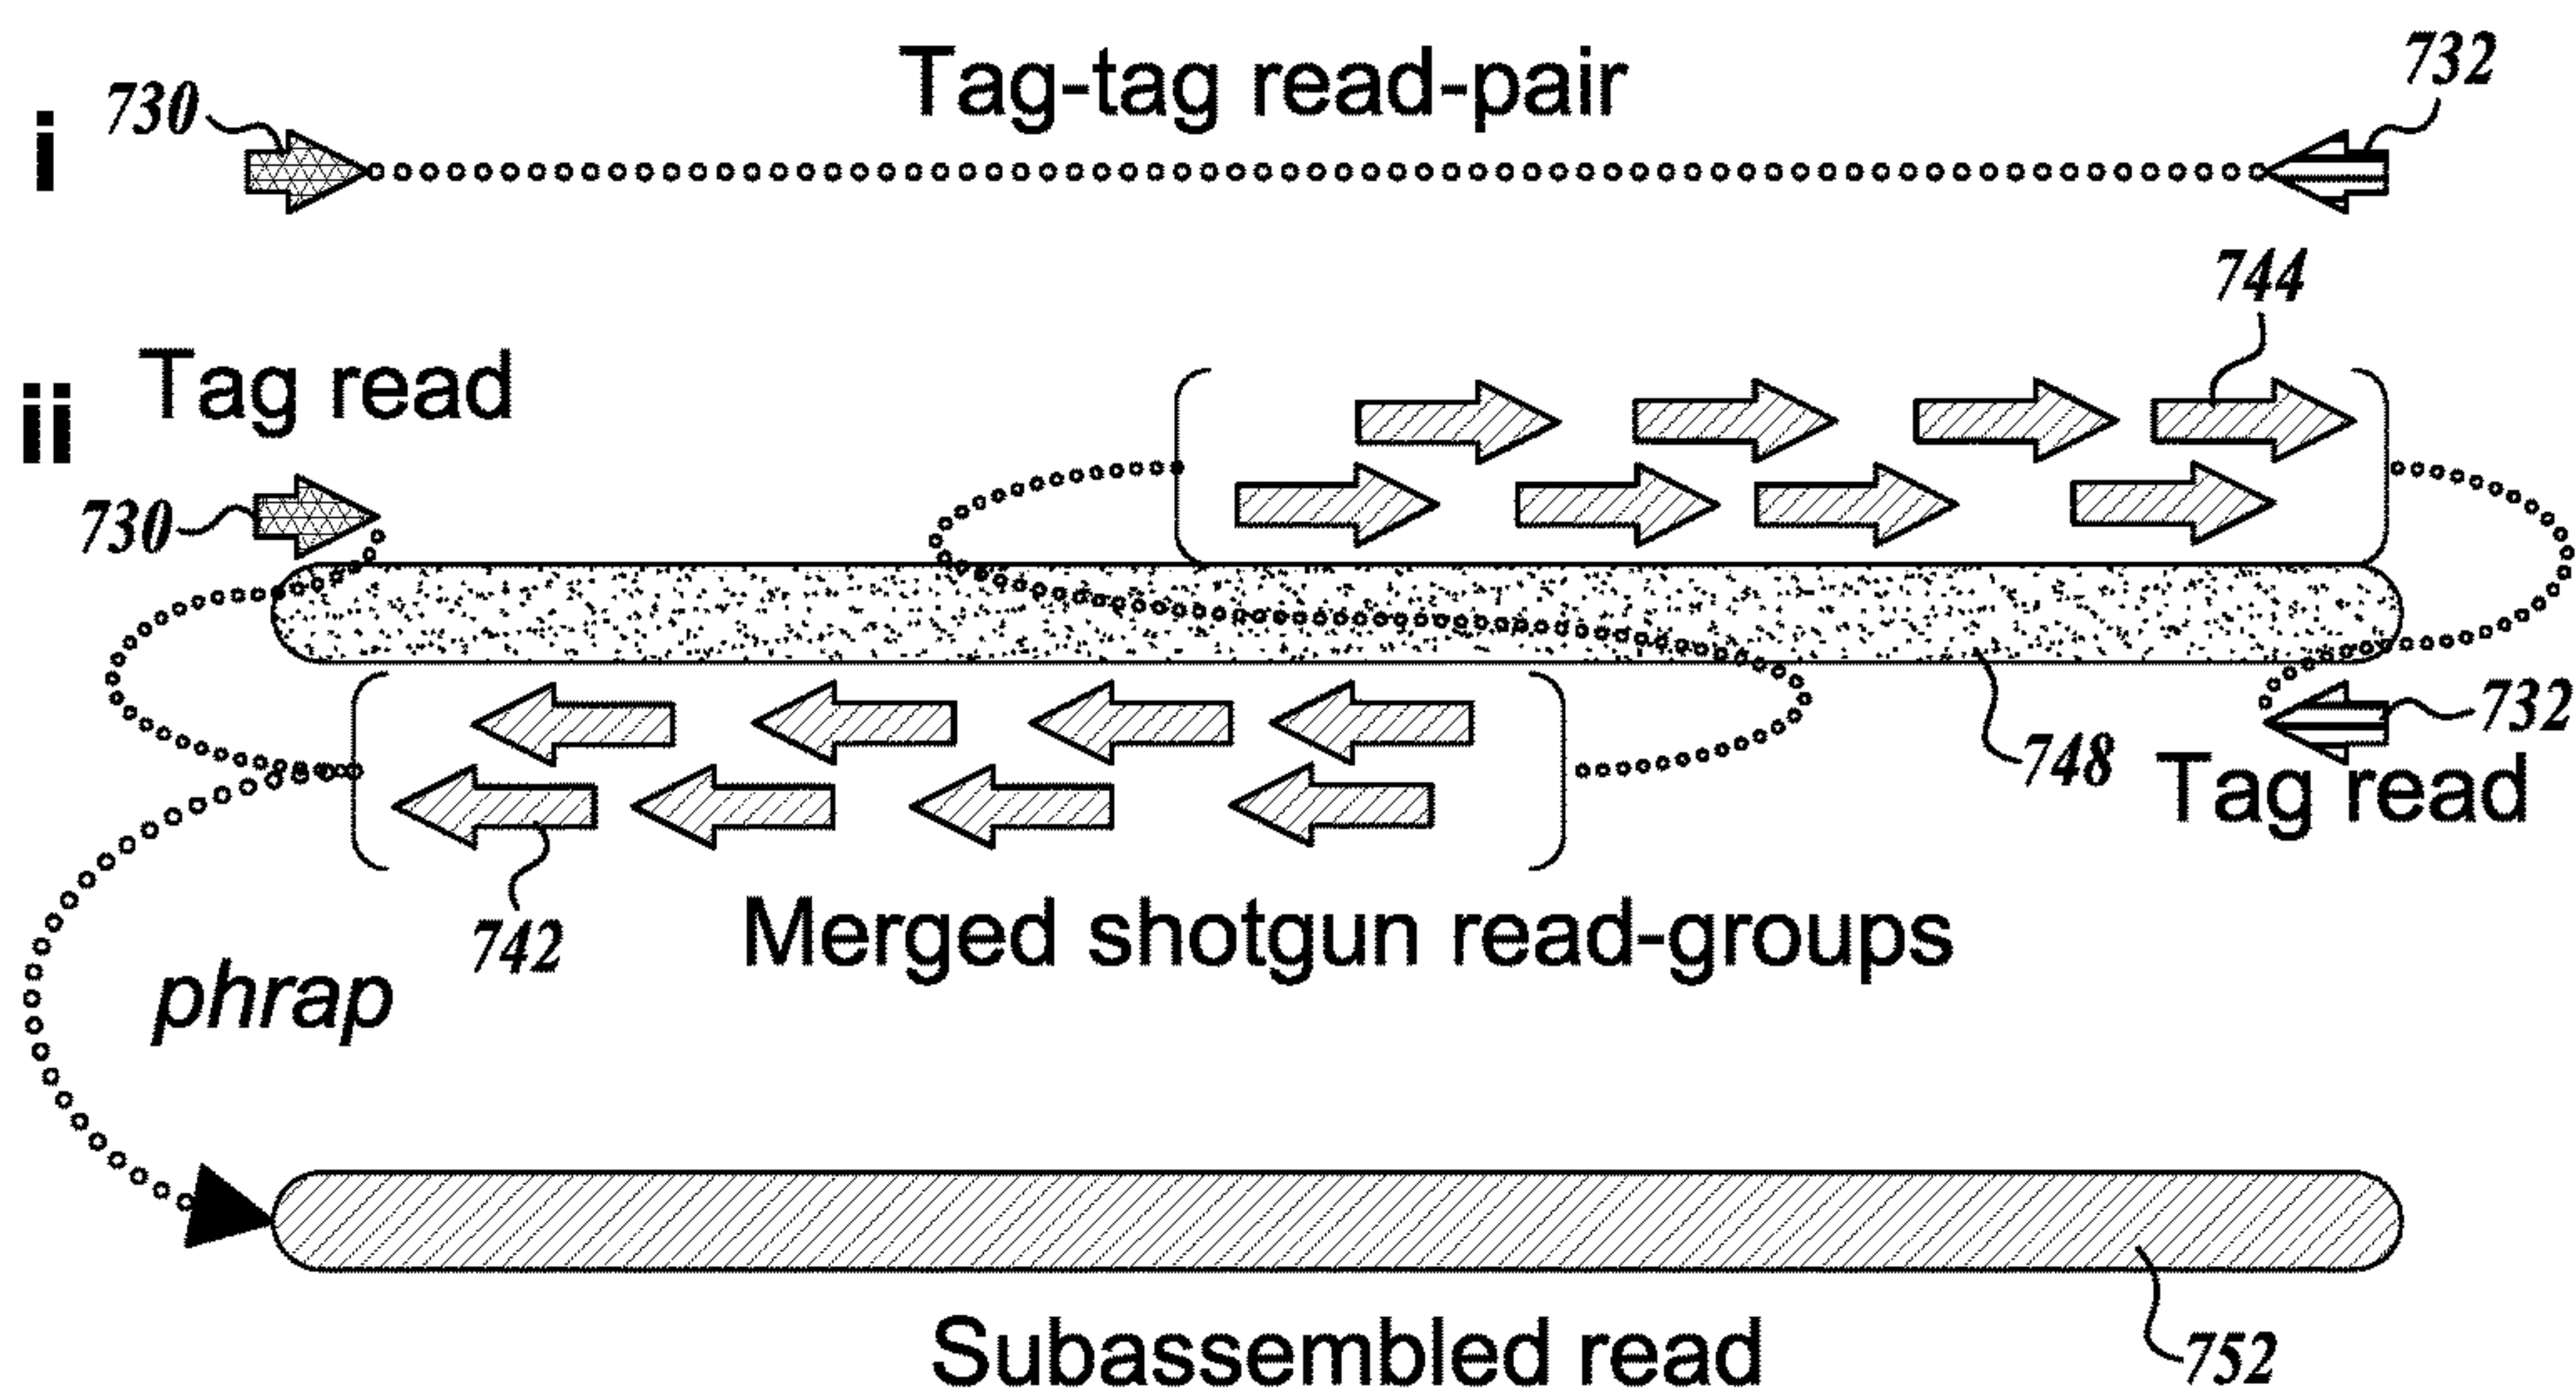 i 730 Tag-tag read-pair 732
744
ii Tag read
730
732
748 Tag read
742 Merged shotgun read-groups
phrap
Subassembled read 752